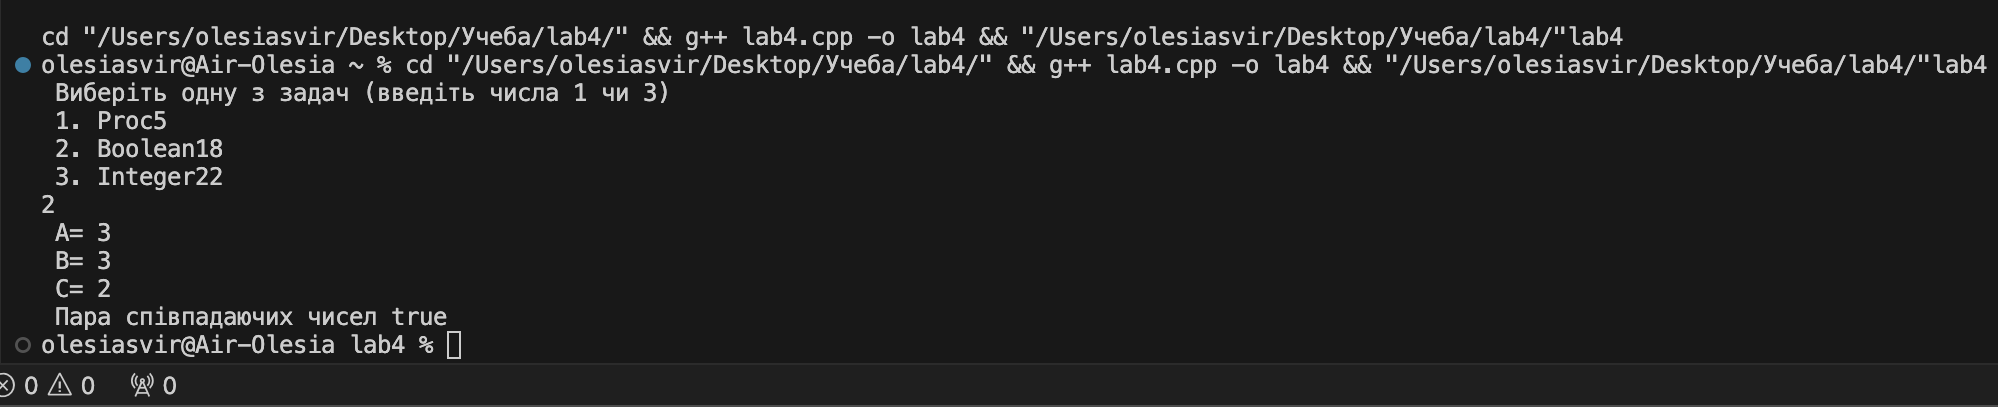 cd "/Users/olesiasvir/Desktop/Учеба/lab4/" && g++ lab4.cpp -o lab4 && "/Users/olesiasvir/Desktop/Учеба/lab4/"lab4
olesiasvir@Air-Olesia ~ % cd "/Users/olesiasvir/Desktop/Учеба/lab4/" && g++ lab4.cpp -o lab4 && "/Users/olesiasvir/Desktop/Учеба/lab4/"lab4
Виберіть одну з задач (введіть числа 1 чи 3)
1. Proc5
2. Boolean18
3. Integer22
2
A= 3
B= 3
C= 2
Пара співпадаючих чисел true
olesiasvir@Air-Olesia lab4 %
0 0 0